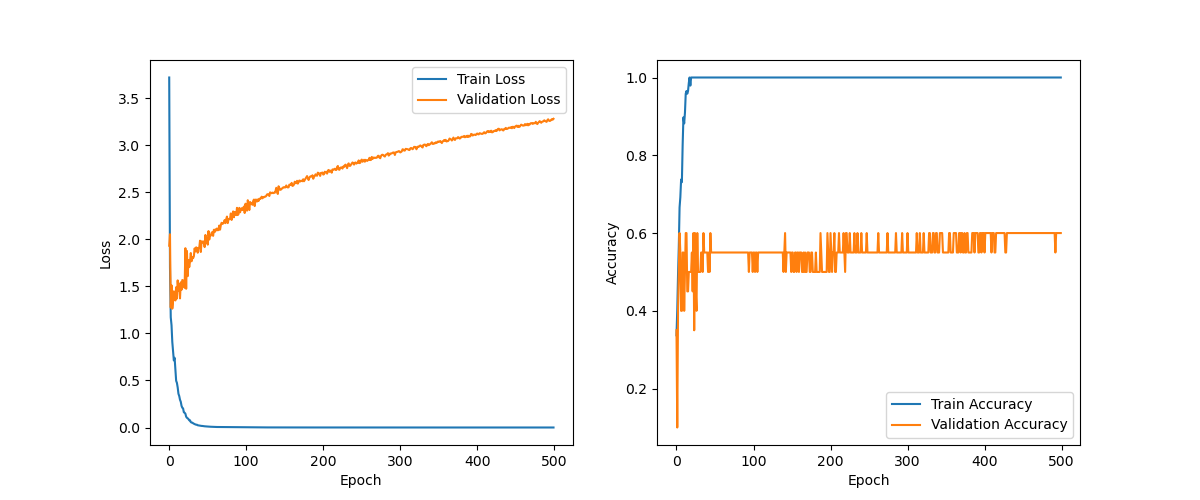 Train Loss
Validation Loss
3.5
3.0
2.5
2.0
1.5
1.0
0.5
0.0
Loss
0 100 200 300 400 500
Epoch
1.0
0.8
0.6
0.4
0.2
Accuracy
Train Accuracy
Validation Accuracy
0 100 200 300 400 500
Epoch